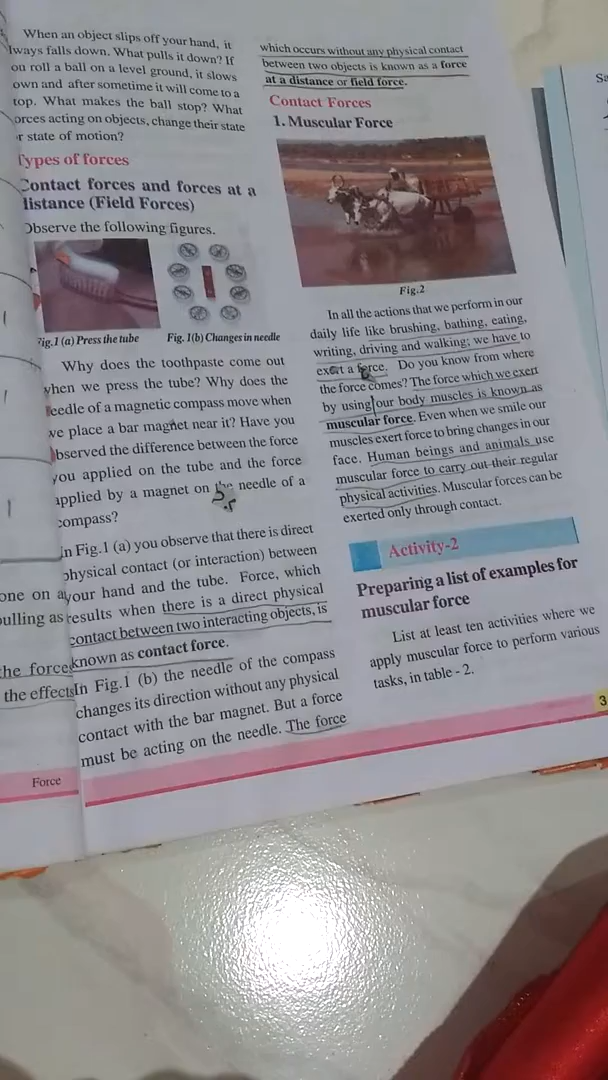 When an object slips off your hand, it
lways falls down. What pulls it down? If
on roll a ball on a level ground, it slows
own and after sometime it will come to a
top. What makes the ball stop? What
orces acting on objects, change their state
r state of motion?
Types of forces
Contact forces and forces at a
distance (Field Forces)
Observe the following figures.
Fig.1 (a) Press the tube
Fig. 1(b) Changes in needle
Why does the toothpaste come out
when we press the tube? Why does the
needle of a magnetic compass move when
we place a bar magnet near it? Have you
observed the difference between the force
you applied on the tube and the force
applied by a magnet on the needle of a
compass?
In Fig.1 (a) you observe that there is direct
physical contact (or interaction) between
your hand and the tube. Force, which
results when there is a direct physical
contact between two interacting objects, is
known as contact force.
In Fig.1 (b) the needle of the compass
changes its direction without any physical
contact with the bar magnet. But a force
must be acting on the needle. The force
which occurs without any physical contact
between two objects is known as a force
at a distance or field force.
Contact Forces
1. Muscular Force
Fig.2
In all the actions that we perform in our
daily life like brushing, bathing, eating,
writing, driving and walking; we have to
exert a force. Do you know from where
the force comes? The force which we exert
by using our body muscles is known as
muscular force. Even when we smile our
muscles exert force to bring changes in our
face. Human beings and animals use
muscular force to carry out their regular
physical activities. Muscular forces can be
exerted only through contact.
Activity-2
Preparing a list of examples for
muscular force
List at least ten activities where we
apply muscular force to perform various
tasks, in table - 2.
3
one on a
pulling as
the force
the effects
Force
Sa